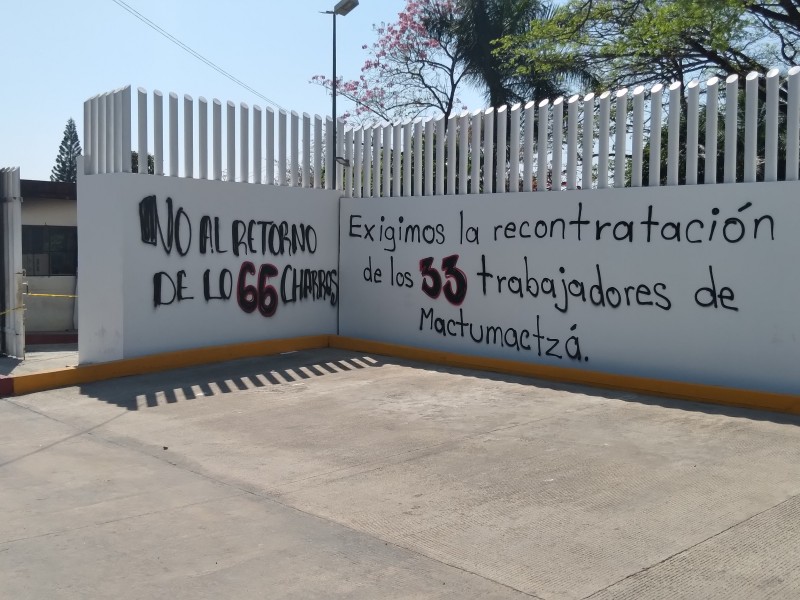 NO AL RETORNO
DE LO 66 CHARROS
Exigimos la recontratación
de los 33 trabajadores de
Mactumactzá.